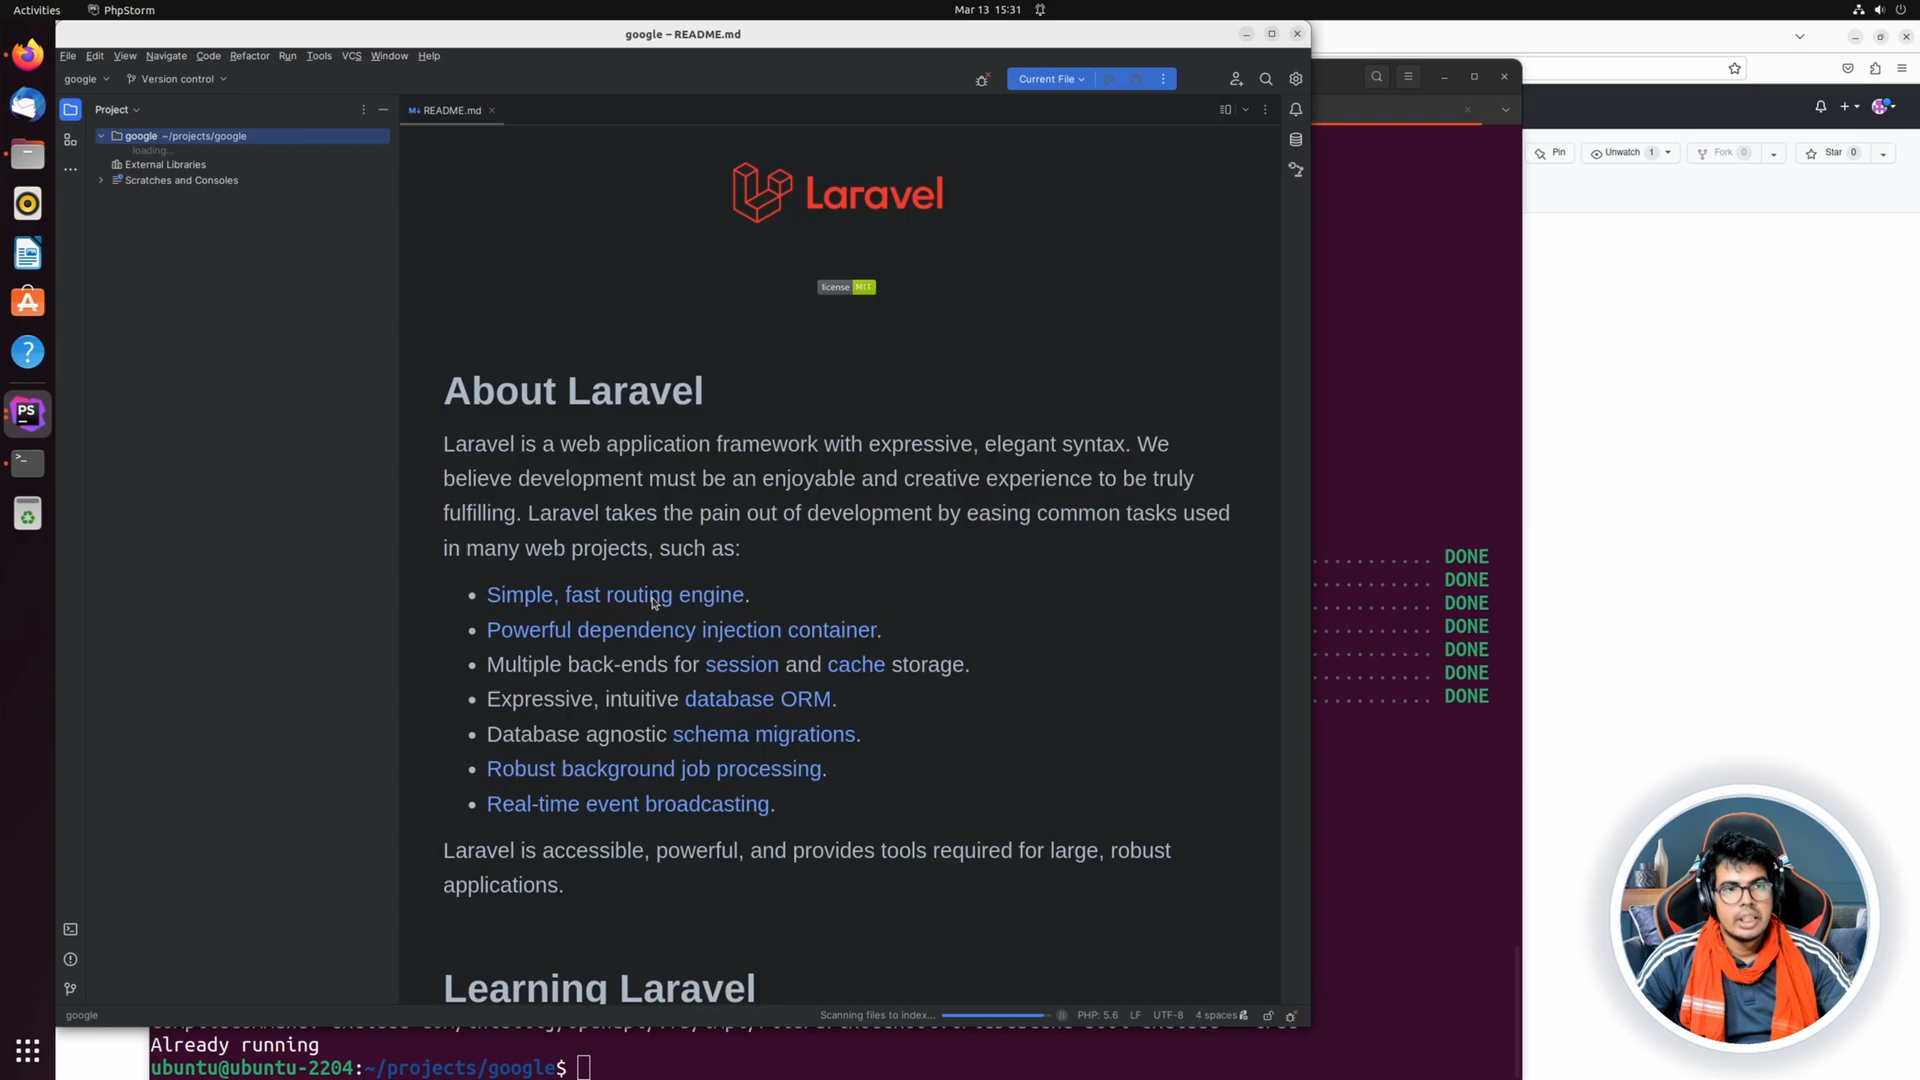 Activities
PhpStorm
Mar 13 15:31
google – README.md
File Edit View Navigate Code Refactor Run Tools VCS Window Help
google
Version control
Current File
Project
README.md
google ~/projects/google
loading...
External Libraries
Scratches and Consoles
Pin
Unwatch 1
Fork 0
Star 0
Laravel
license MIT
About Laravel
Laravel is a web application framework with expressive, elegant syntax. We
believe development must be an enjoyable and creative experience to be truly
fulfilling. Laravel takes the pain out of development by easing common tasks used
in many web projects, such as:
• Simple, fast routing engine.
• Powerful dependency injection container.
• Multiple back-ends for session and cache storage.
• Expressive, intuitive database ORM.
• Database agnostic schema migrations.
• Robust background job processing.
• Real-time event broadcasting.
Laravel is accessible, powerful, and provides tools required for large, robust
applications.
Learning Laravel
.......... DONE
.......... DONE
.......... DONE
.......... DONE
.......... DONE
.......... DONE
.......... DONE
google
Scanning files to index...
PHP: 5.6 LF UTF-8 4 spaces
Already running
ubuntu@ubuntu-2204:~/projects/google$